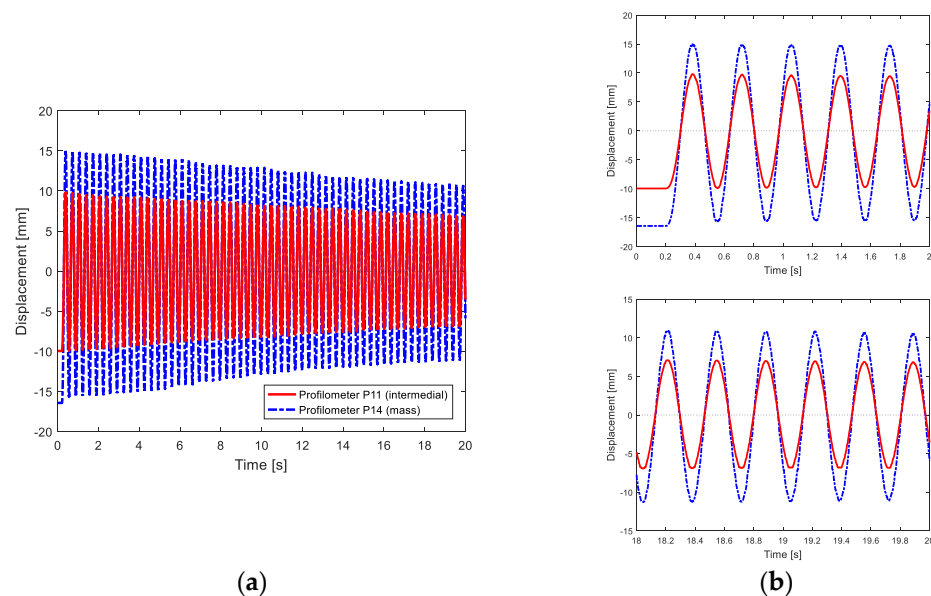 20
15
10
5
0
-5
-10
-15
-20
Displacement [mm]
0 2 4 6 8 10 12 14 16 18 20
Time [s]
Profilometer P11 (intermedial)
Profilometer P14 (mass)
(a)
20
15
10
5
0
-5
-10
-15
-20
Displacement [mm]
0 0.2 0.4 0.6 0.8 1 1.2 1.4 1.6 1.8 2
Time [s]
15
10
5
0
-5
-10
-15
Displacement [mm]
18 18.2 18.4 18.6 18.8 19 19.2 19.4 19.6 19.8 20
Time [s]
(b)